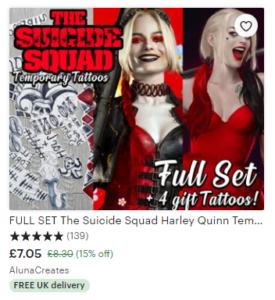 THE
SUICIDE
SQUAD
Temporary Tattoos
Full Set
+ 4 gift Tattoos!
FULL SET The Suicide Squad Harley Quinn Tem...
★★★★★ (139)
£7.05 £8.30 (15% off)
AlunaCreates
FREE UK delivery